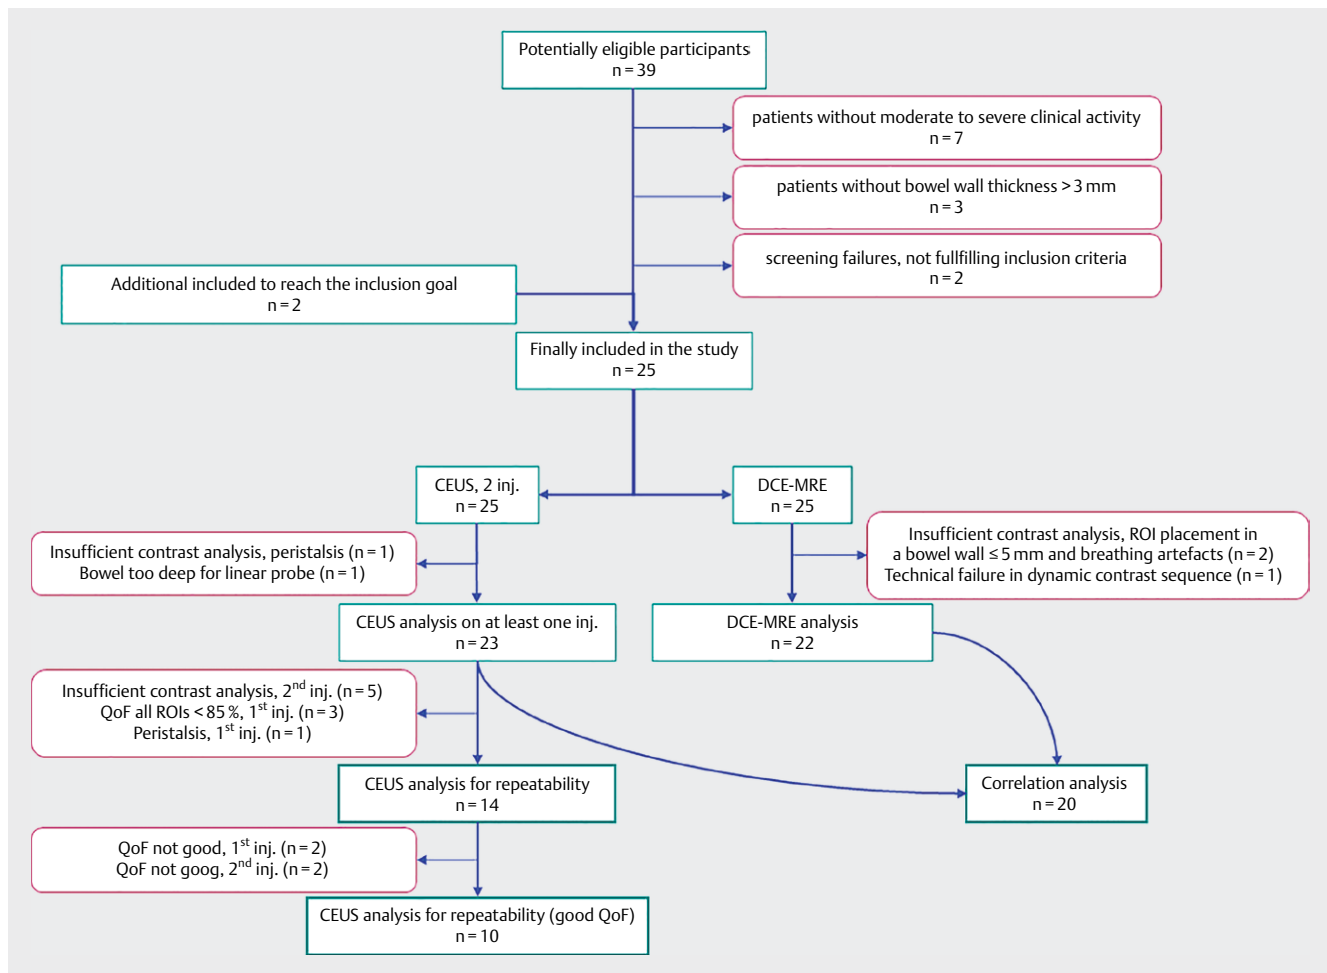 Potentially eligible participants
n = 39
patients without moderate to severe clinical activity
n = 7
patients without bowel wall thickness > 3 mm
n = 3
screening failures, not fullfilling inclusion criteria
n = 2
Additional included to reach the inclusion goal
n = 2
Finally included in the study
n = 25
CEUS, 2 inj.
n = 25
DCE-MRE
n = 25
Insufficient contrast analysis, peristalsis (n = 1)
Bowel too deep for linear probe (n = 1)
Insufficient contrast analysis, ROI placement in
a bowel wall ≤ 5 mm and breathing artefacts (n = 2)
Technical failure in dynamic contrast sequence (n = 1)
CEUS analysis on at least one inj.
n = 23
DCE-MRE analysis
n = 22
Insufficient contrast analysis, 2nd inj. (n = 5)
QoF all ROIs < 85 %, 1st inj. (n = 3)
Peristalsis, 1st inj. (n = 1)
CEUS analysis for repeatability
n = 14
Correlation analysis
n = 20
QoF not good, 1st inj. (n = 2)
QoF not goog, 2nd inj. (n = 2)
CEUS analysis for repeatability (good QoF)
n = 10